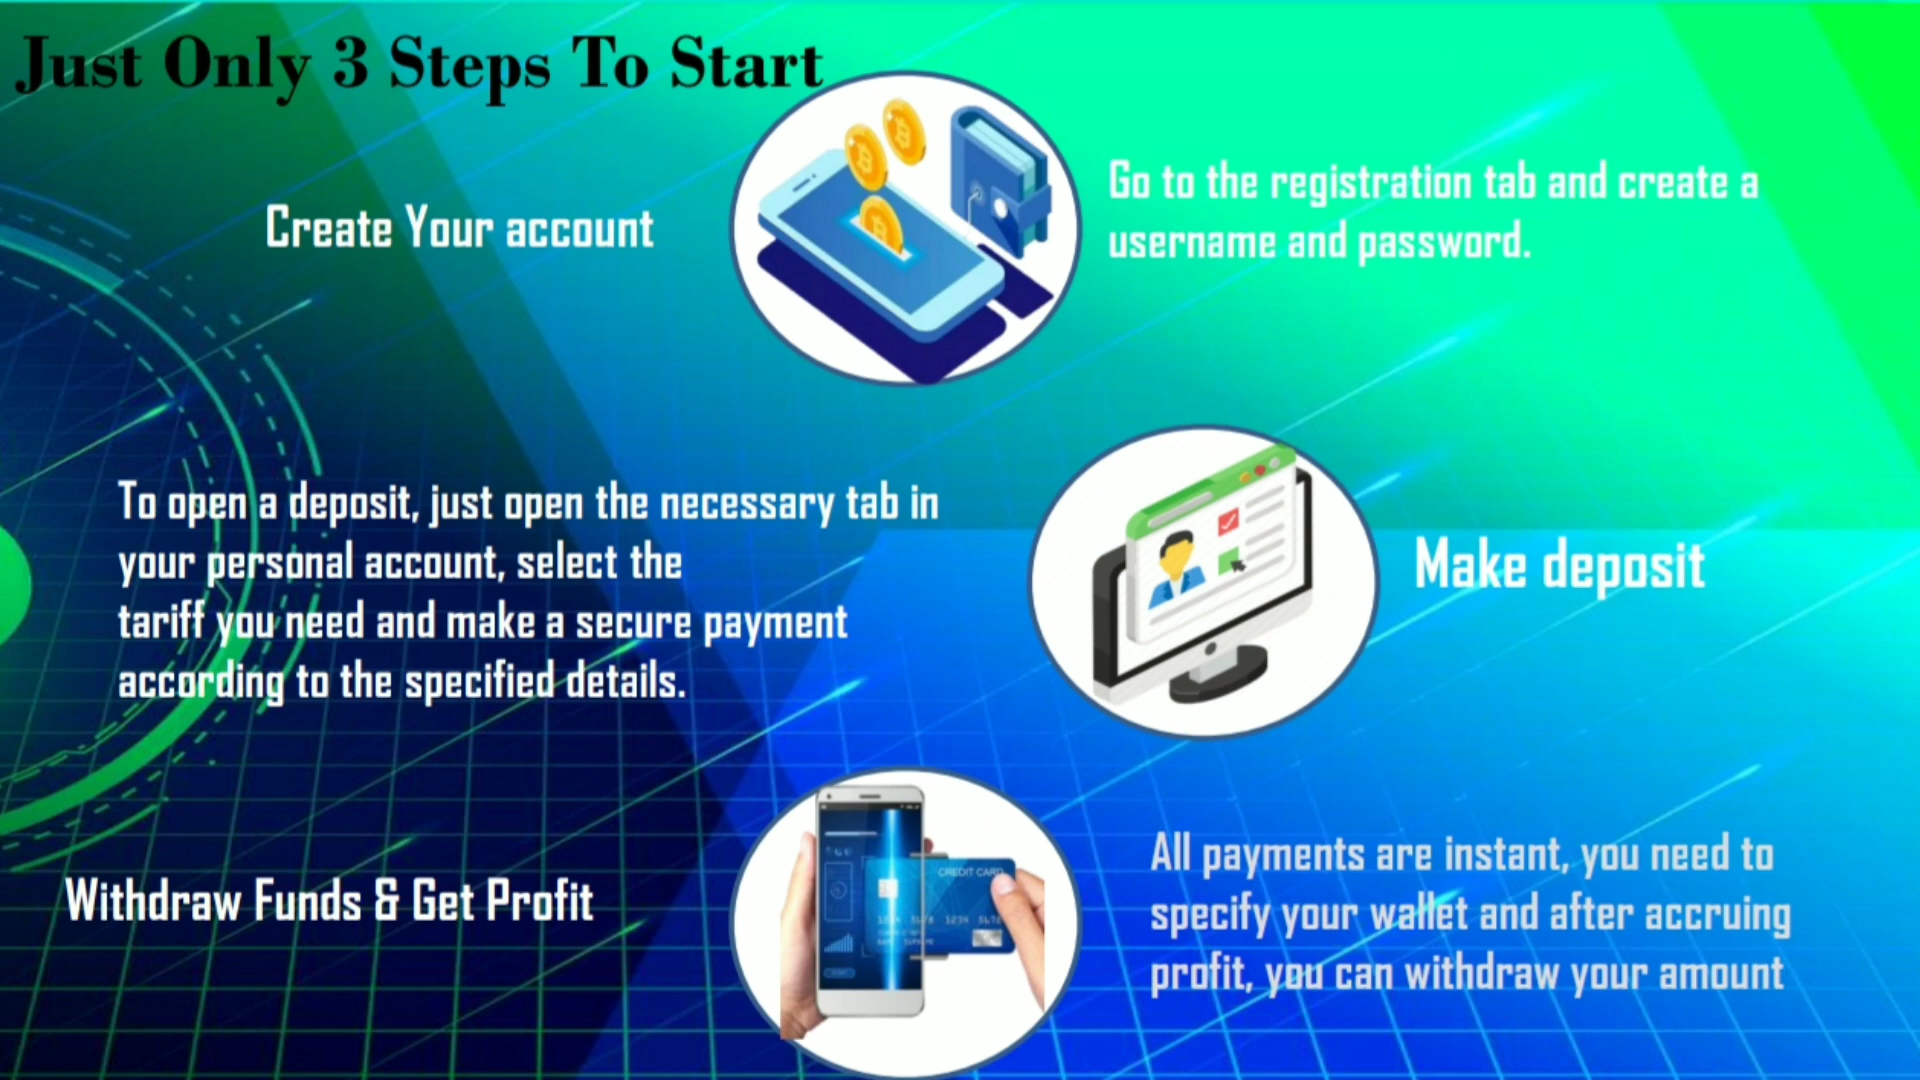 Just Only 3 Steps To Start
Create Your account
Go to the registration tab and create a
username and password.
To open a deposit, just open the necessary tab in
your personal account, select the
tariff you need and make a secure payment
according to the specified details.
Make deposit
Withdraw Funds & Get Profit
CREDIT CARD
All payments are instant, you need to
specify your wallet and after accruing
profit, you can withdraw your amount